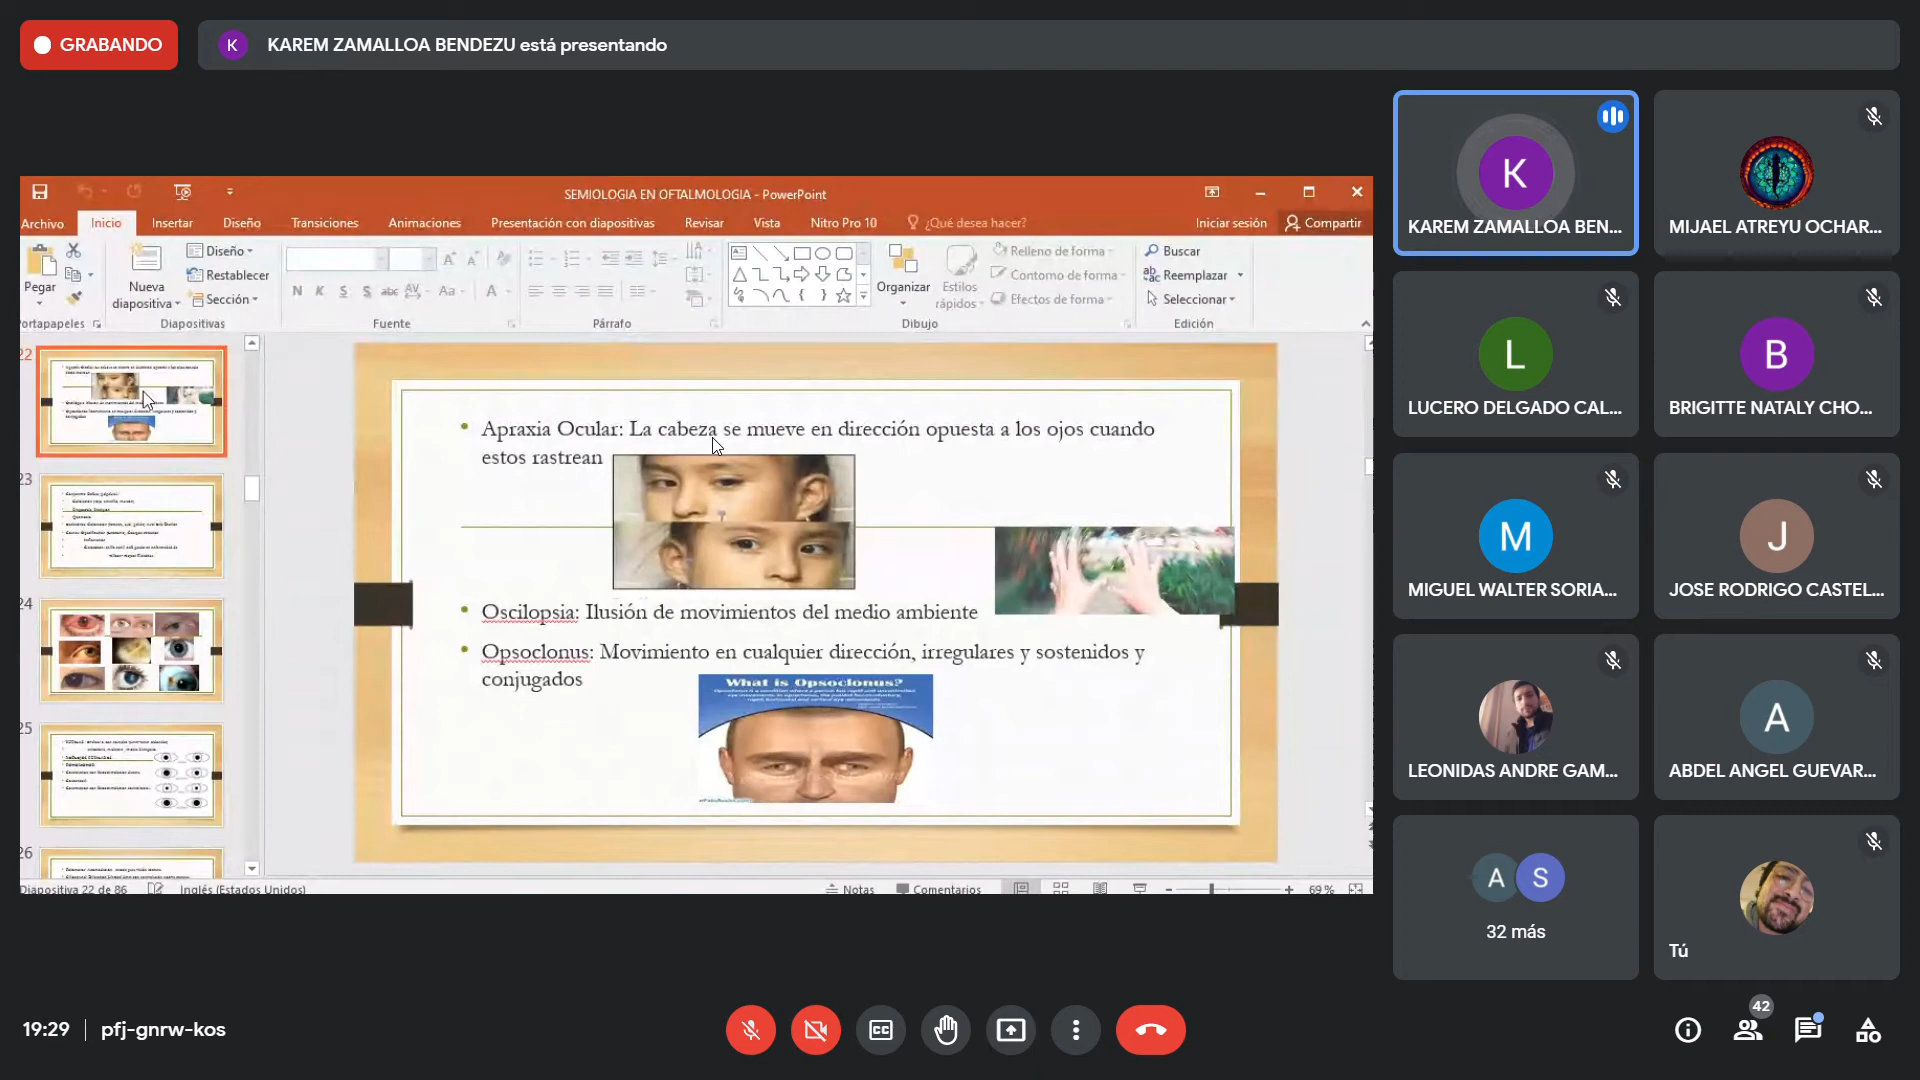 GRABANDO
K
KAREM ZAMALLOA BENDEZU está presentando
SEMIOLOGIA EN OFTALMOLOGIA - PowerPoint
Archivo Inicio Insertar Diseño Transiciones Animaciones Presentación con diapositivas Revisar Vista Nitro Pro 10 ¿Qué desea hacer? Iniciar sesión Compartir
Pegar
Nueva diapositiva
Diseño
Restablecer
Sección
N K S S abc AV Aa A
Organizar
Estilos rápidos
Relleno de forma
Contorno de forma
Efectos de forma
Buscar
Reemplazar
Seleccionar
ortapapeles Diapositivas Fuente Párrafo Dibujo Edición
22
23
24
25
26
• Apraxia Ocular: La cabeza se mueve en dirección opuesta a los ojos cuando
estos rastrean
• Oscilopsia: Ilusión de movimientos del medio ambiente
• Opsoclonus: Movimiento en cualquier dirección, irregulares y sostenidos y
conjugados
What is Opsoclonus?
Diapositiva 22 de 86 Inglés (Estados Unidos) Notas Comentarios 69 %
K
KAREM ZAMALLOA BEN...
MIJAEL ATREYU OCHAR...
L
LUCERO DELGADO CAL...
B
BRIGITTE NATALY CHO...
M
MIGUEL WALTER SORIA...
J
JOSE RODRIGO CASTEL...
LEONIDAS ANDRE GAM...
A
ABDEL ANGEL GUEVAR...
A S
32 más
Tú
19:29 | pfj-gnrw-kos
CC
42